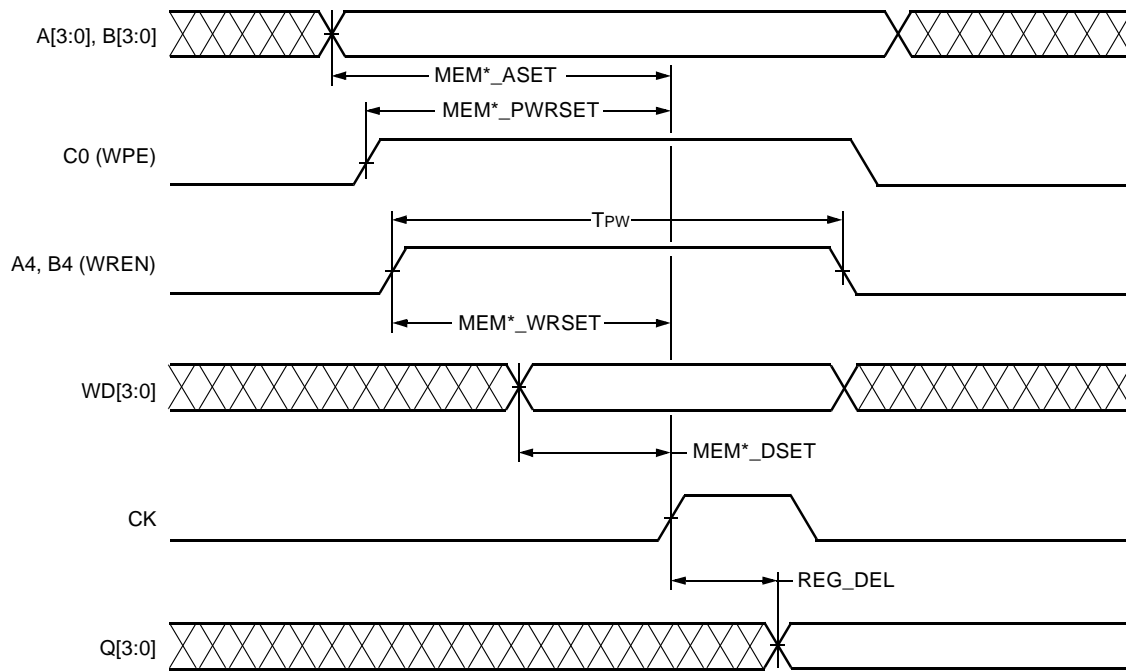 A[3:0], B[3:0]
MEM*_ASET
MEM*_PWRSET
C0 (WPE)
TPW
A4, B4 (WREN)
MEM*_WRSET
WD[3:0]
MEM*_DSET
CK
REG_DEL
Q[3:0]